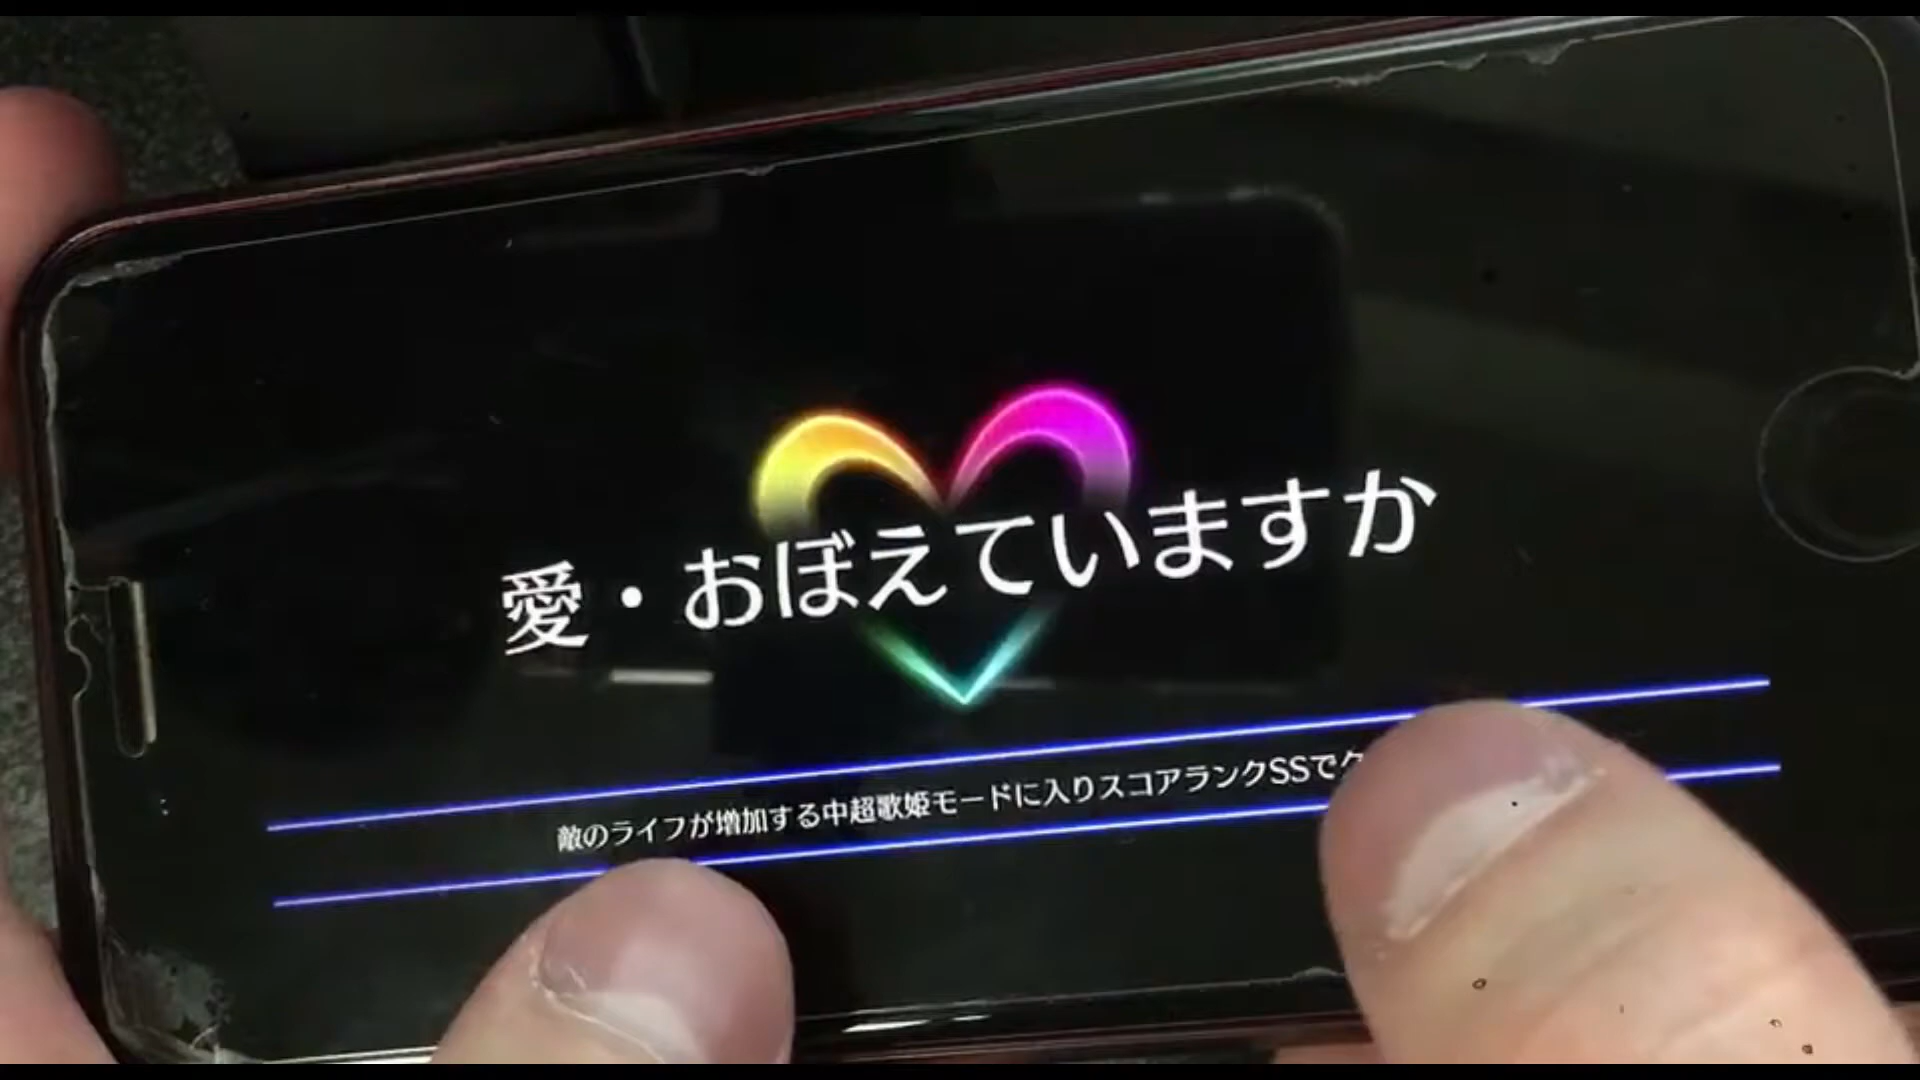 愛・おぼえていますか
敵のライフが増加する中超歌姫モードに入りスコアランクSSでク